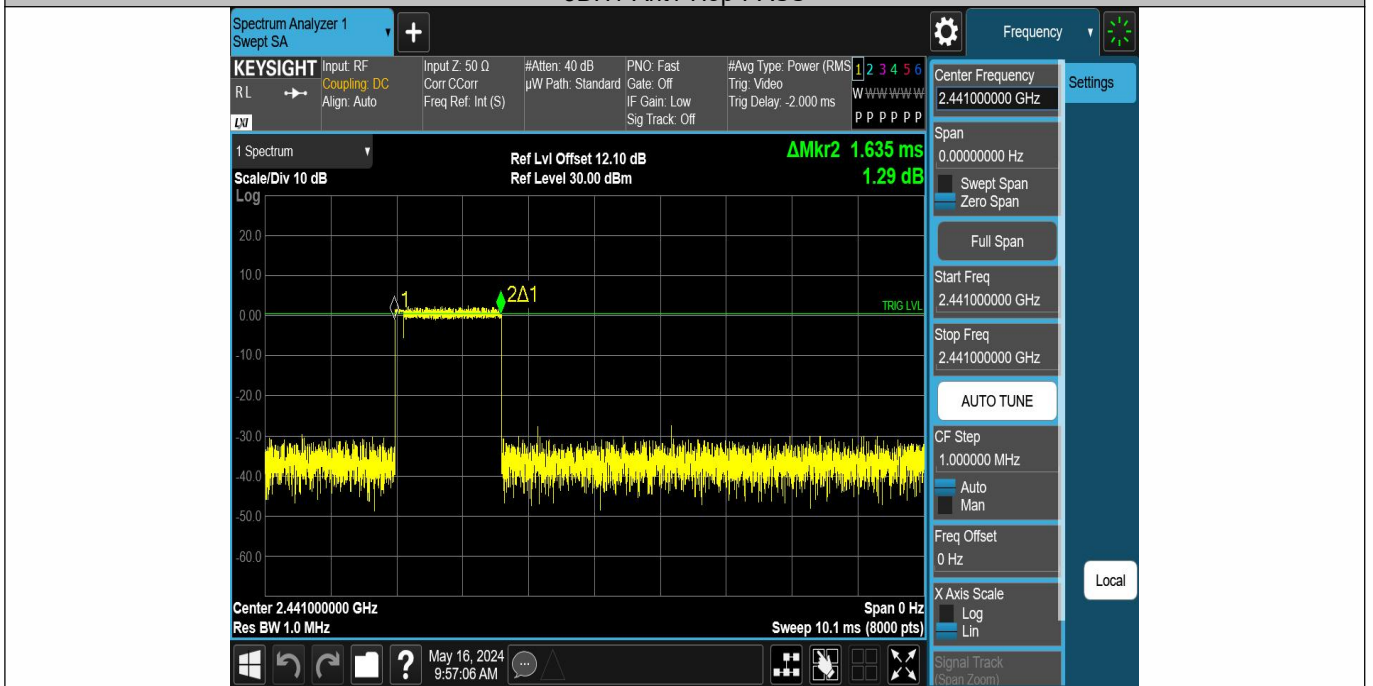 Spectrum Analyzer 1
Swept SA
Frequency
KEYSIGHT
RL
LXI
Input: RF
Coupling: DC
Align: Auto
Input Z: 50 Ω
Corr CCorr
Freq Ref: Int (S)
#Atten: 40 dB
µW Path: Standard
PNO: Fast
Gate: Off
IF Gain: Low
Sig Track: Off
#Avg Type: Power (RMS
Trig: Video
Trig Delay: -2.000 ms
1 2 3 4 5 6
W W W W W W
P P P P P P
1 Spectrum
Scale/Div 10 dB
Log
Ref Lvl Offset 12.10 dB
Ref Level 30.00 dBm
ΔMkr2 1.635 ms
1.29 dB
20.0
10.0
1
2Δ1
TRIG LVL
0.00
-10.0
-20.0
-30.0
-40.0
-50.0
-60.0
Center 2.441000000 GHz
Res BW 1.0 MHz
Span 0 Hz
Sweep 10.1 ms (8000 pts)
May 16, 2024
9:57:06 AM
Center Frequency
2.441000000 GHz
Settings
Span
0.00000000 Hz
Swept Span
Zero Span
Full Span
Start Freq
2.441000000 GHz
Stop Freq
2.441000000 GHz
AUTO TUNE
CF Step
1.000000 MHz
Auto
Man
Freq Offset
0 Hz
X Axis Scale
Log
Lin
Local
Signal Track
(Span Zoom)